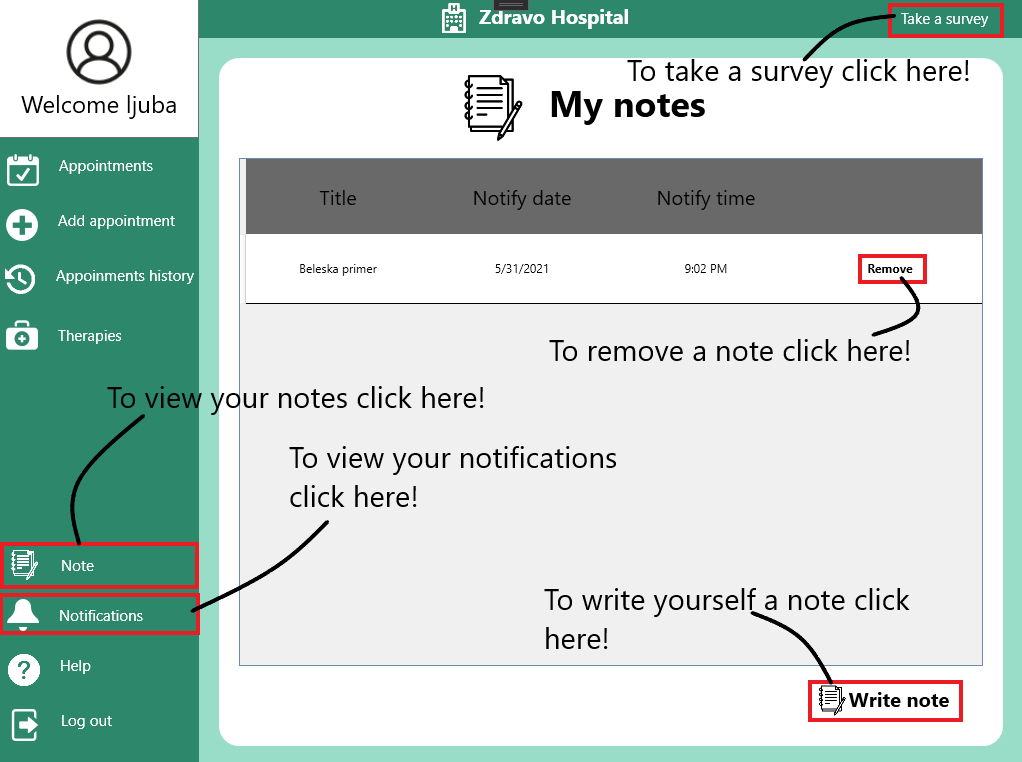 Zdravo Hospital
Take a survey
To take a survey click here!
Welcome ljuba
My notes
Appointments
Add appointment
Appoinments history
Therapies
Title Notify date Notify time
Beleska primer 5/31/2021 9:02 PM Remove
To remove a note click here!
To view your notes click here!
To view your notifications
click here!
Note
Notifications
Help
Log out
To write yourself a note click
here!
Write note